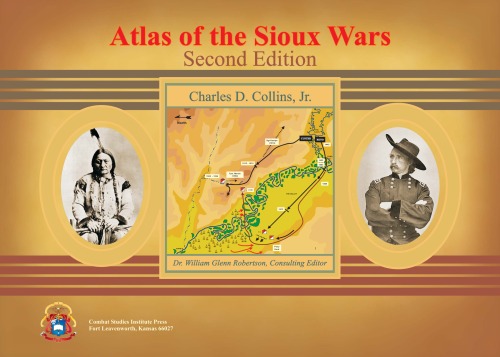 Atlas of the Sioux Wars
Second Edition
Charles D. Collins, Jr.
Dr. William Glenn Robertson, Consulting Editor
Combat Studies Institute Press
Fort Leavenworth, Kansas 66027